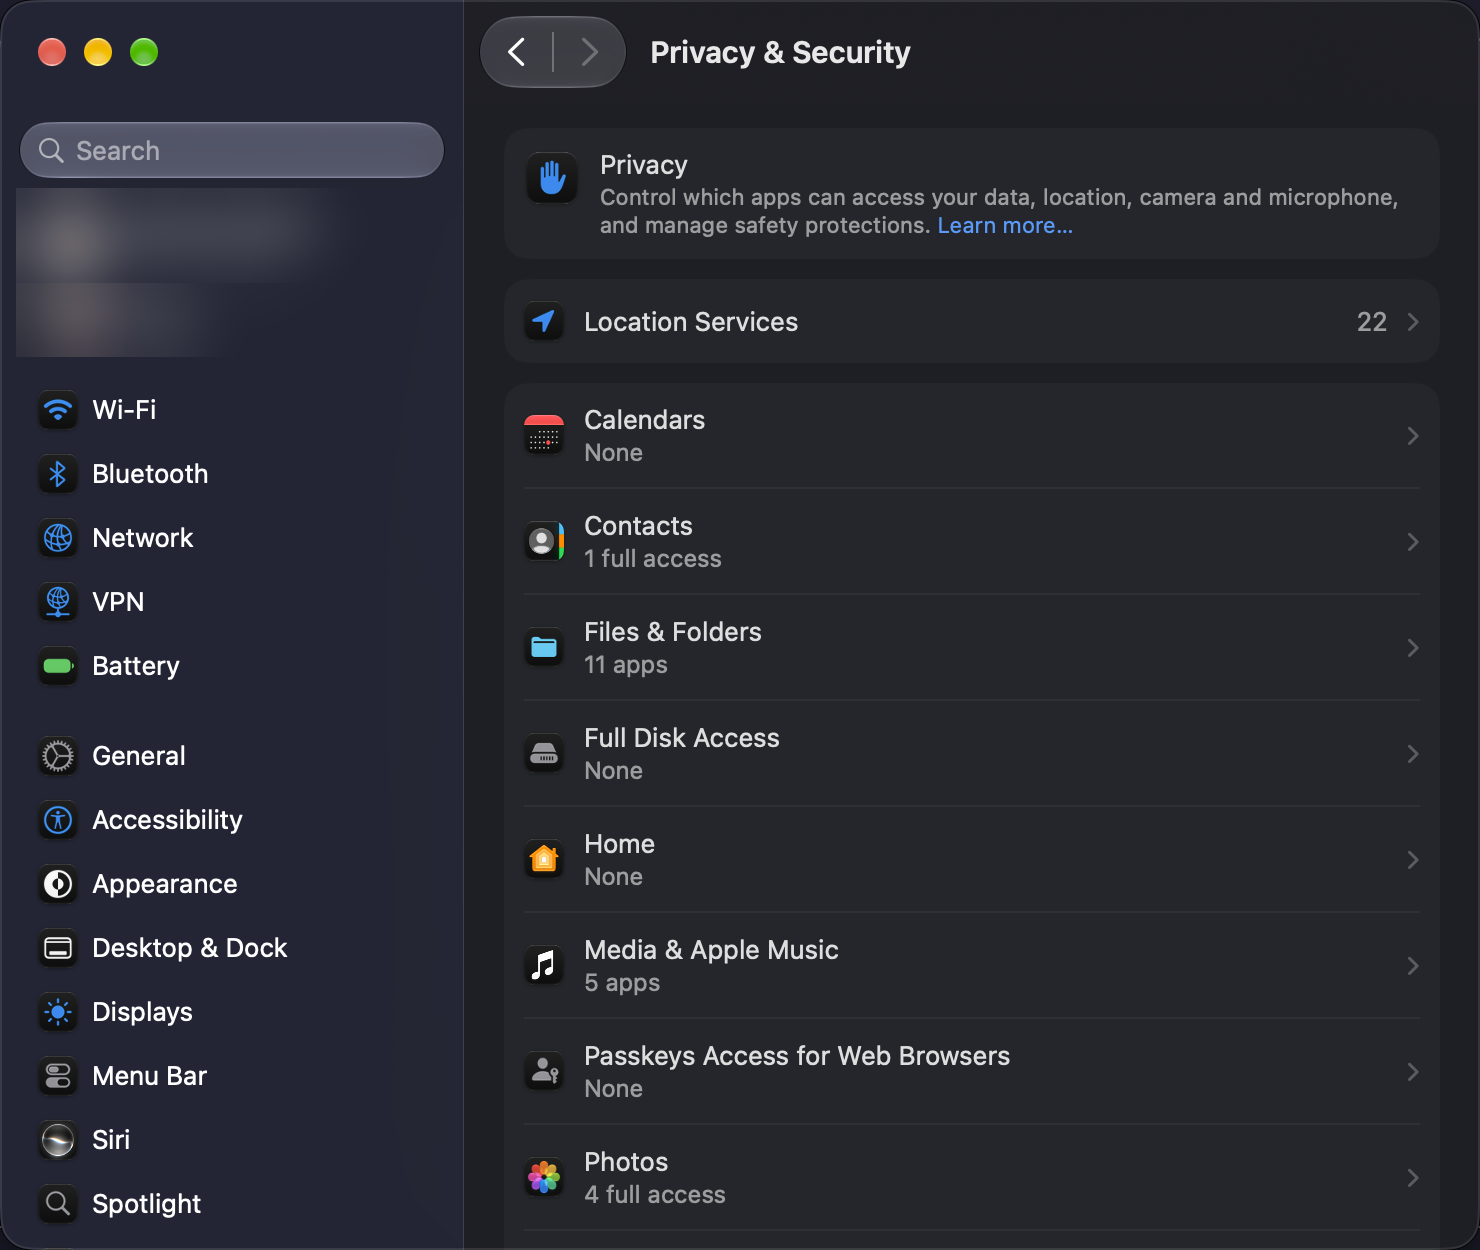 Search
Wi-Fi
Bluetooth
Network
VPN
Battery
General
Accessibility
Appearance
Desktop & Dock
Displays
Menu Bar
Siri
Spotlight
Privacy & Security
Privacy
Control which apps can access your data, location, camera and microphone,
and manage safety protections. Learn more...
Location Services 22
Calendars
None
Contacts
1 full access
Files & Folders
11 apps
Full Disk Access
None
Home
None
Media & Apple Music
5 apps
Passkeys Access for Web Browsers
None
Photos
4 full access